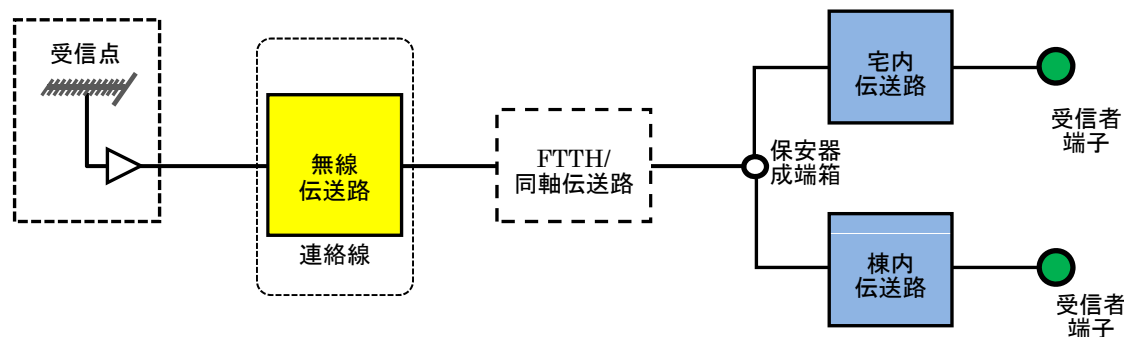 受信点
無線
伝送路
連絡線
FTTH/
同軸伝送路
保安器
成端箱
宅内
伝送路
受信者
端子
棟内
伝送路
受信者
端子